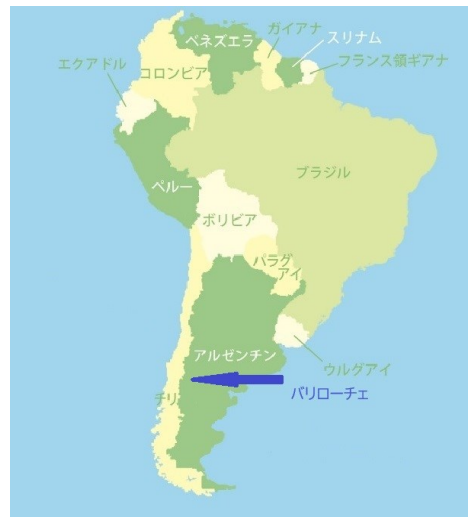 ガイアナ
ベネズエラ
スリナム
エクアドル
コロンビア
フランス領ギアナ
ブラジル
ペルー
ボリビア
パラグ
アイ
アルゼンチン
ウルグアイ
チリ
バリローチェ